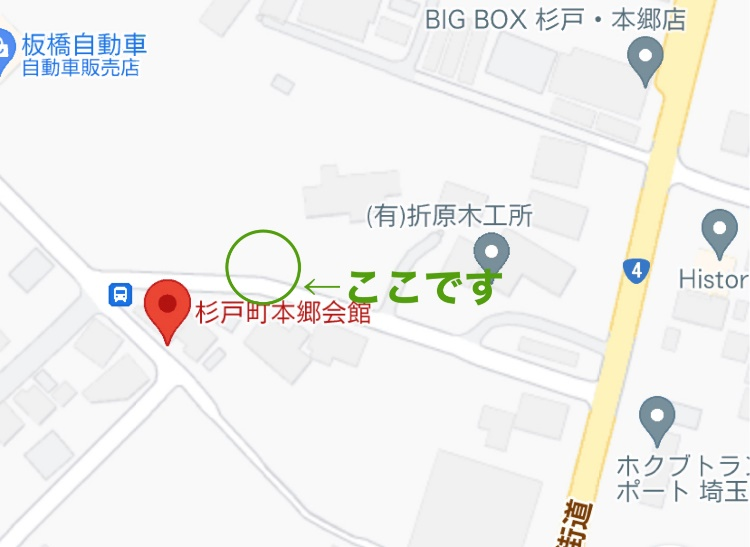 BIG BOX 杉戸・本郷店
板橋自動車
自動車販売店
(有)折原木工所
4
Histor
←ここです
杉戸町本郷会館
ホクブトラン
ポート 埼玉
街道